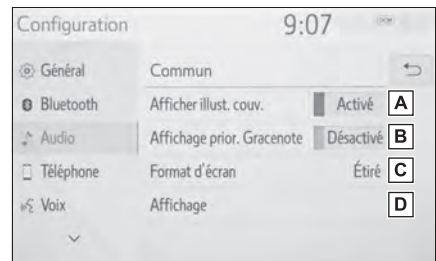 Configuration 9:07
Général
Commun
Bluetooth
Afficher illust. couv. Activé A
Audio
Affichage prior. Gracenote Désactivé B
Téléphone
Format d'écran Étiré C
Voix
Affichage D